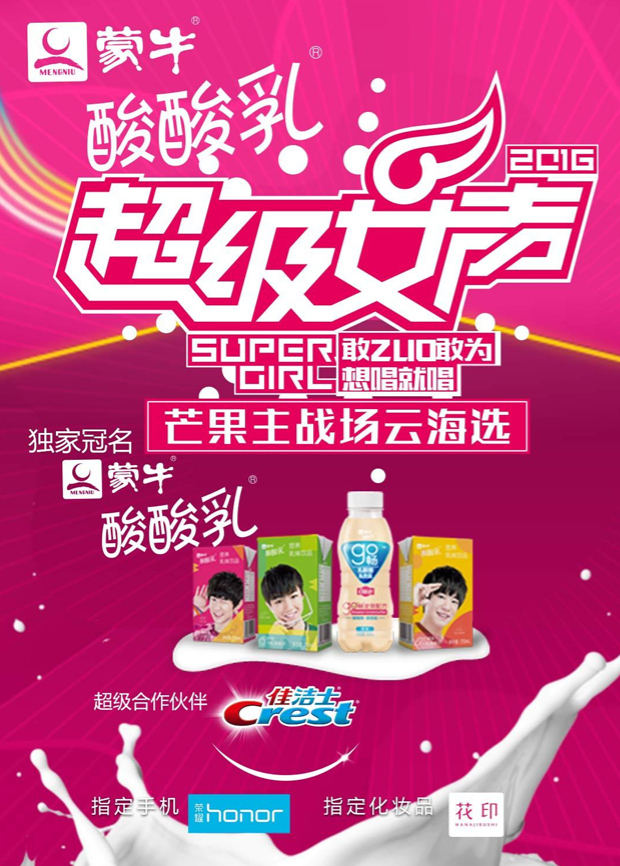 MENGNIU
蒙牛®
酸酸乳®
2016
超级女声
SUPER GIRL
敢ZUO敢为
想唱就唱
芒果主战场云海选
独家冠名
MENGNIU
蒙牛®
酸酸乳®
go畅
超级合作伙伴
佳洁士
Crest
指定手机
荣耀
honor
指定化妆品
花印